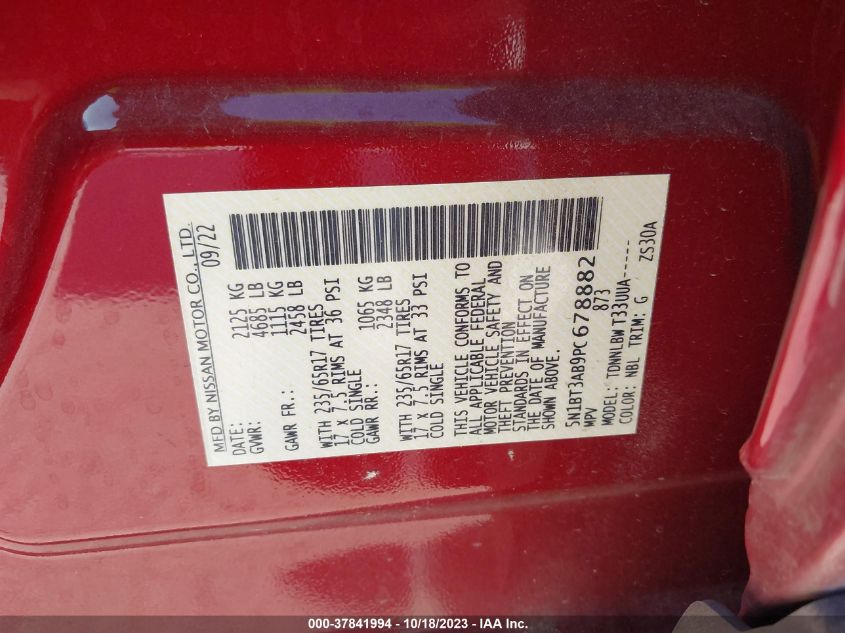 MFD BY NISSAN MOTOR CO., LTD.
DATE: 09/22
GVWR: 2125 KG
4685 LB
GAWR FR.: 1115 KG
2458 LB
WITH 235/65R17 TIRES
17 X 7.5 RIMS AT 36 PSI
COLD SINGLE
GAWR RR.: 1065 KG
2348 LB
WITH 235/65R17 TIRES
17 X 7.5 RIMS AT 33 PSI
COLD SINGLE
THIS VEHICLE CONFORMS TO
ALL APPLICABLE FEDERAL
MOTOR VEHICLE SAFETY AND
THEFT PREVENTION
STANDARDS IN EFFECT ON
THE DATE OF MANUFACTURE
SHOWN ABOVE.
5N1BT3AB9PC678882
MPV 873
MODEL: TDNNLBW T33UUA------
COLOR: NBL TRIM: G ZS30A
000-37841994 - 10/18/2023 - IAA Inc.